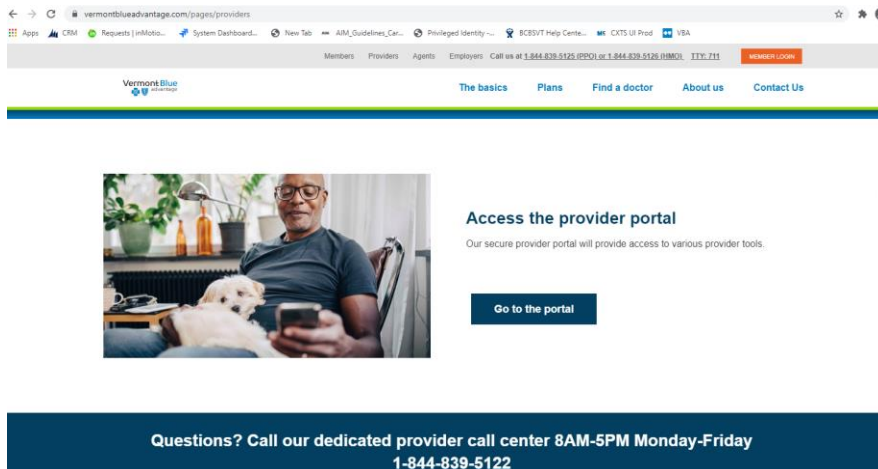 vermontblueadvantage.com/pages/providers
Apps CRM Requests | inMotio... System Dashboard... New Tab AIM_Guidelines_Car... Privileged Identity -... BCBSVT Help Cente... CXTS UI Prod VBA
Members Providers Agents Employers Call us at 1-844-839-5125 (PPO) or 1-844-839-5126 (HMO); TTY: 711 MEMBER LOGIN
Vermont Blue
advantage
The basics Plans Find a doctor About us Contact Us
Access the provider portal
Our secure provider portal will provide access to various provider tools.
Go to the portal
Questions? Call our dedicated provider call center 8AM-5PM Monday-Friday
1-844-839-5122